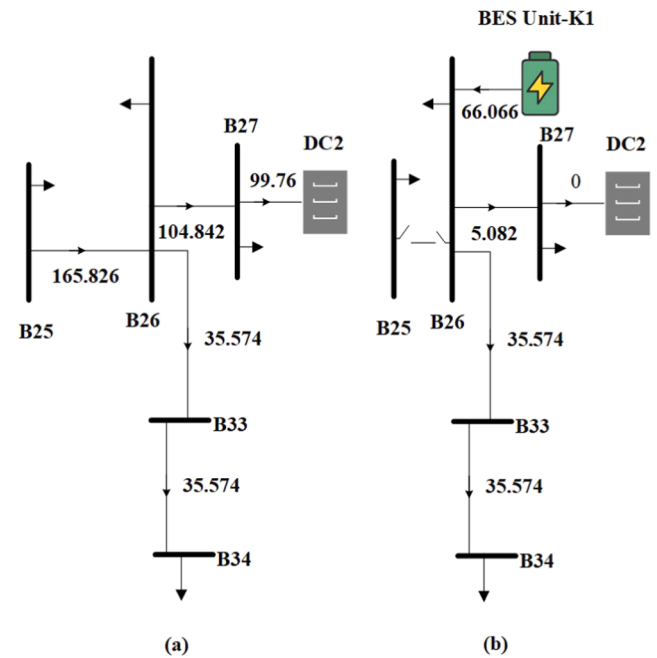 BES Unit-K1
B27
DC2
99.76
104.842
165.826
B25
B26
35.574
B33
35.574
B34
(a)
66.066
B27
DC2
0
5.082
B25
B26
35.574
B33
35.574
B34
(b)